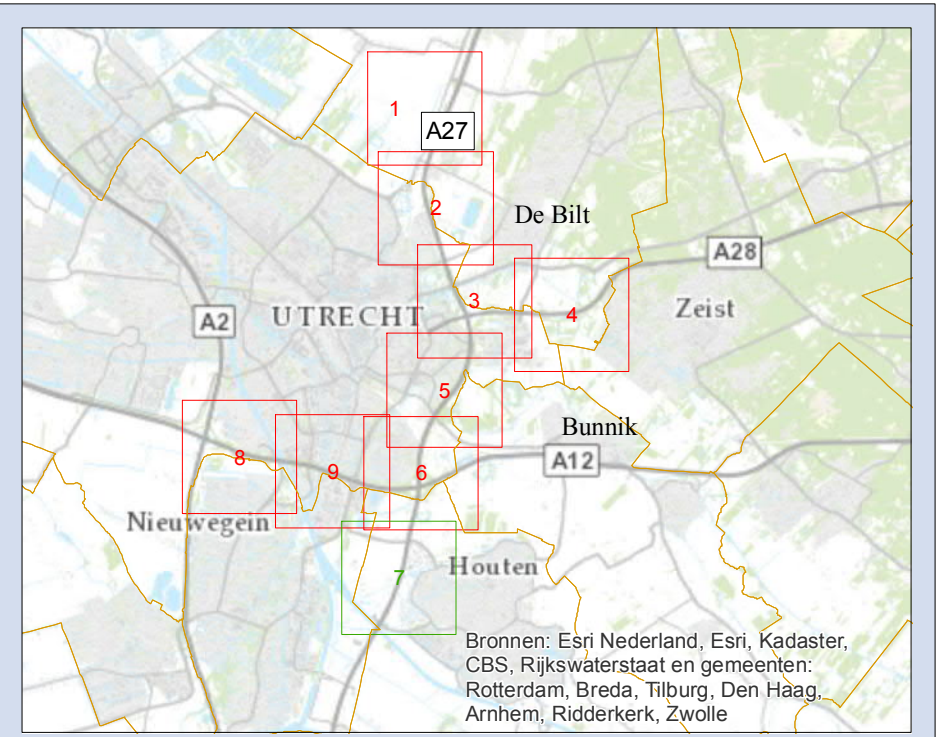 1
A27
2
De Bilt
A28
3
4
Zeist
A2
UTRECHT
5
Bunnik
8
9
6
A12
Nieuwegein
7
Houten
Bronnen: Esri Nederland, Esri, Kadaster,
CBS, Rijkswaterstaat en gemeenten:
Rotterdam, Breda, Tilburg, Den Haag,
Arnhem, Ridderkerk, Zwolle